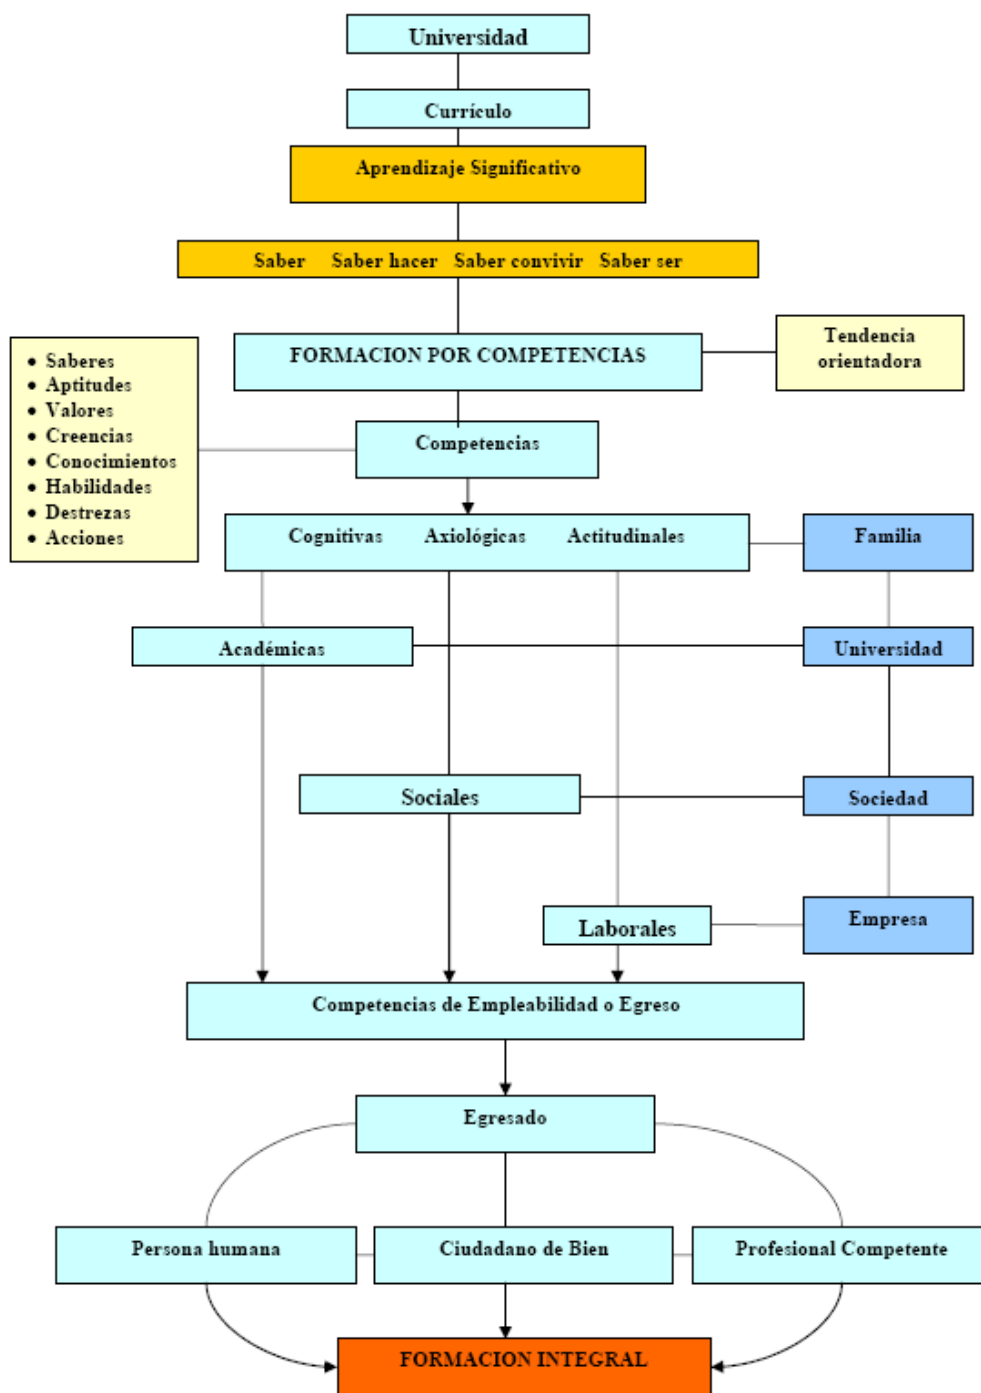 Universidad
Currículo
Aprendizaje Significativo
Saber Saber hacer Saber convivir Saber ser
FORMACION POR COMPETENCIAS
Tendencia
orientadora
• Saberes
• Aptitudes
• Valores
• Creencias
• Conocimientos
• Habilidades
• Destrezas
• Acciones
Competencias
Cognitivas Axiológicas Actitudinales
Familia
Académicas
Universidad
Sociales
Sociedad
Laborales
Empresa
Competencias de Empleabilidad o Egreso
Egresado
Persona humana
Ciudadano de Bien
Profesional Competente
FORMACION INTEGRAL